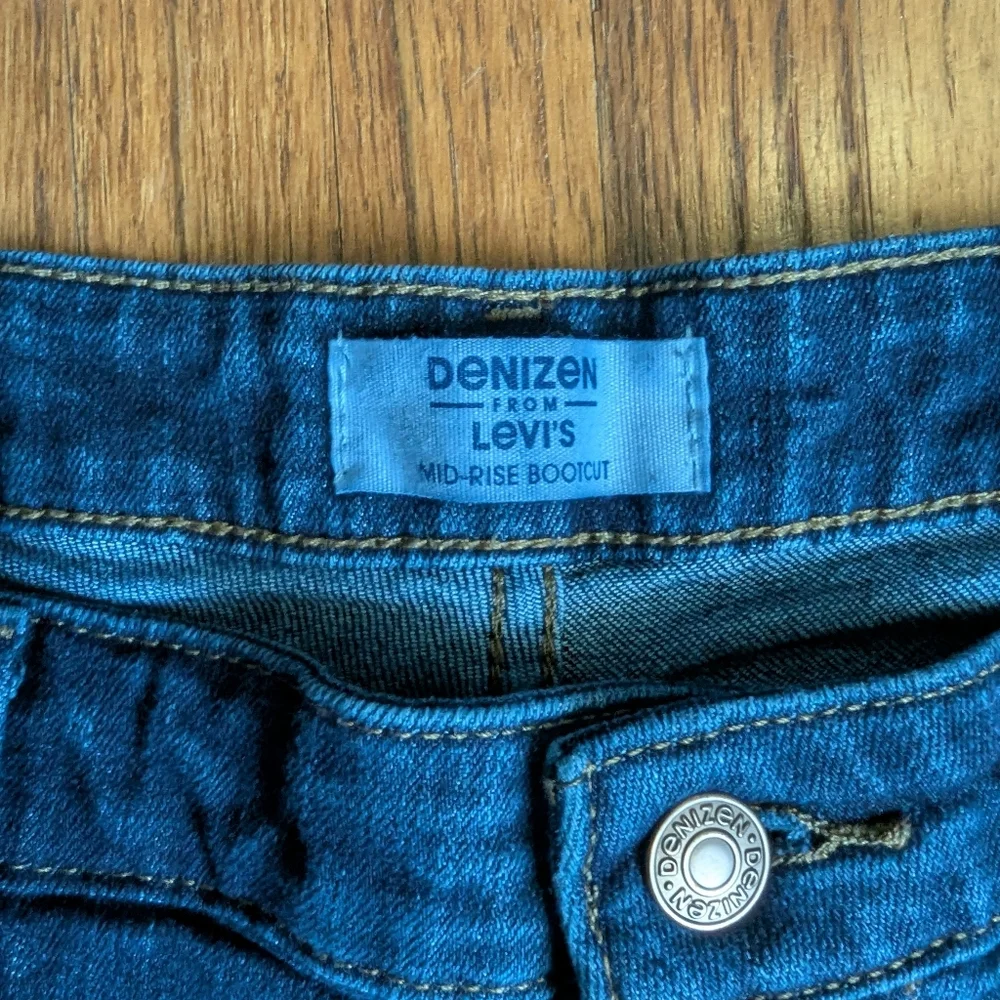 DENIZEN
FROM
LEVI'S
MID-RISE BOOTCUT
DENIZEN · DENIZEN ·